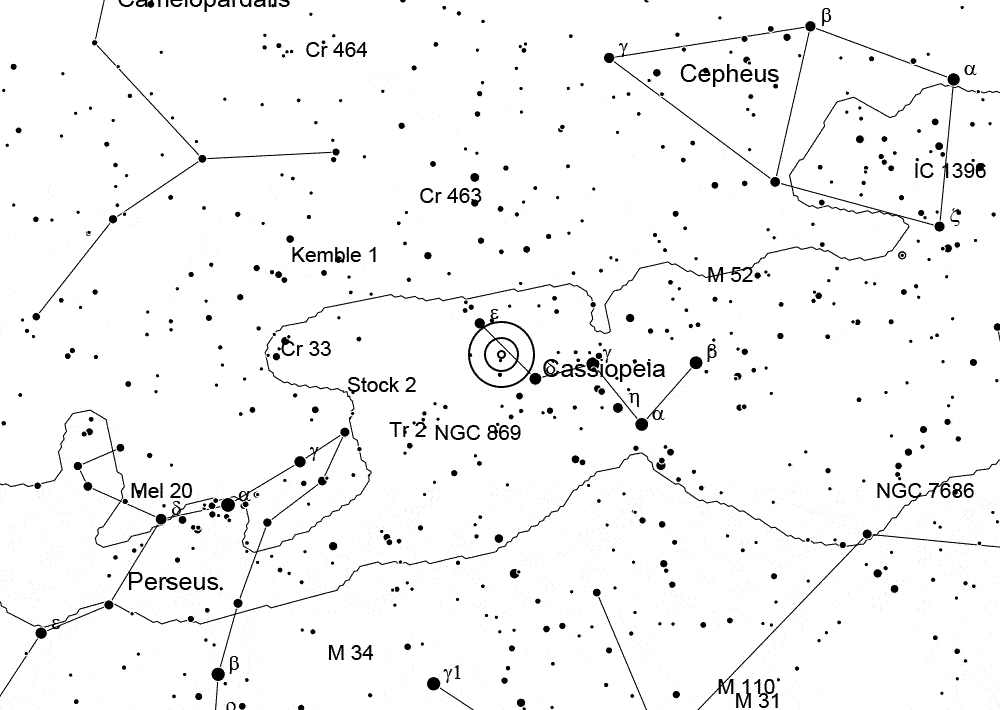 Camelopardalis
β
Cr 464
γ
Cepheus
α
IC 1396
Cr 463
ζ
Kemble 1
M 52
ε
Cr 33
γ
β
δ
Cassiopeia
Stock 2
η
α
Tr 2
NGC 869
γ
Mel 20
α
δ
NGC 7686
Perseus
ε
M 34
β
γ1
M 110
M 31
ρ